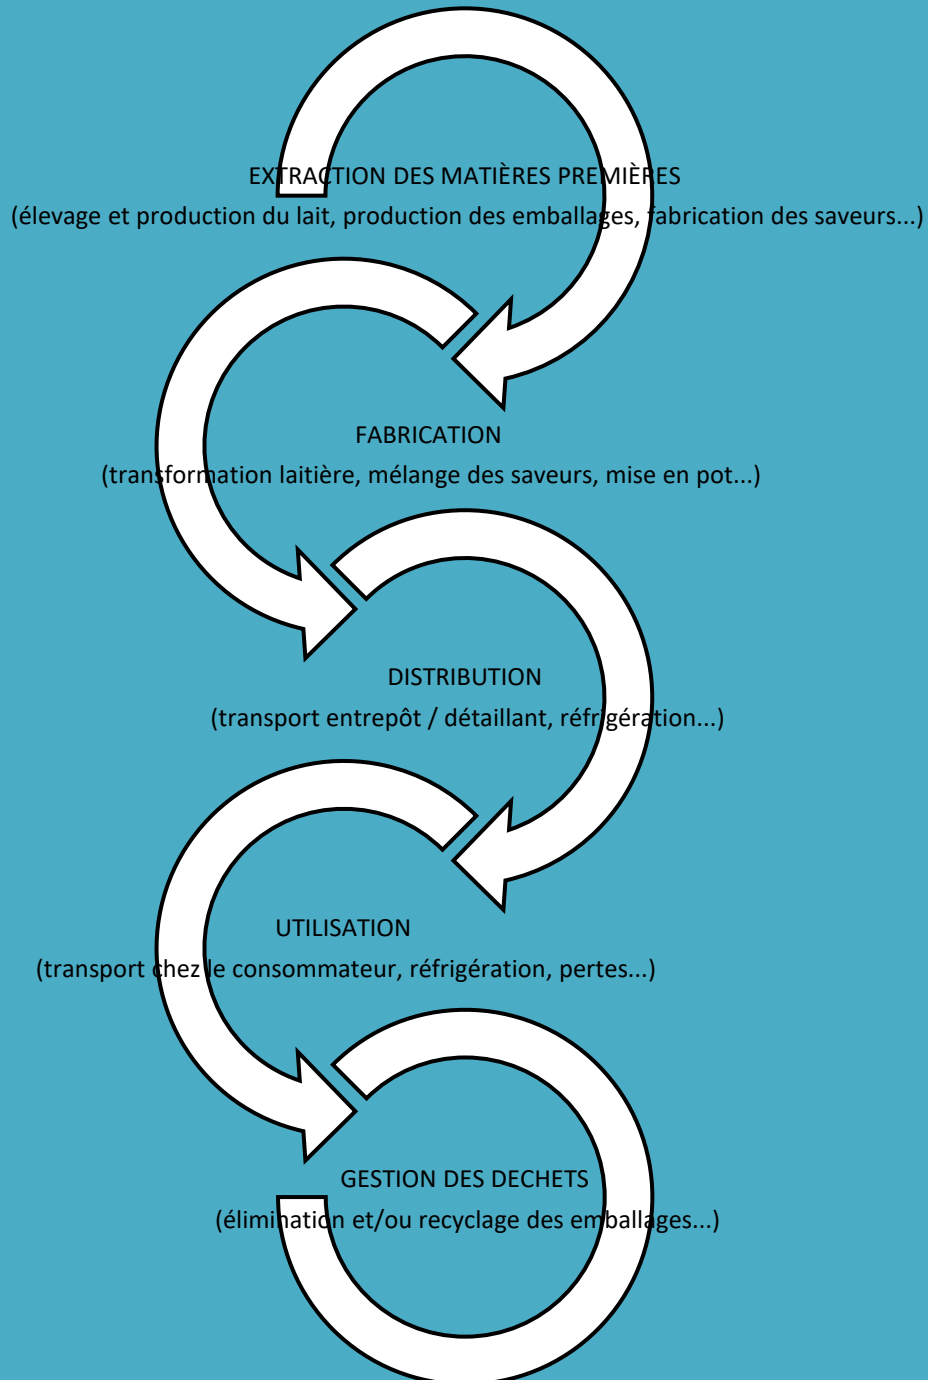 EXTRACTION DES MATIÈRES PREMIÈRES
(élevage et production du lait, production des emballages, fabrication des saveurs...)
FABRICATION
(transformation laitière, mélange des saveurs, mise en pot...)
DISTRIBUTION
(transport entrepôt / détaillant, réfrigération...)
UTILISATION
(transport chez le consommateur, réfrigération, pertes...)
GESTION DES DECHETS
(élimination et/ou recyclage des emballages...)